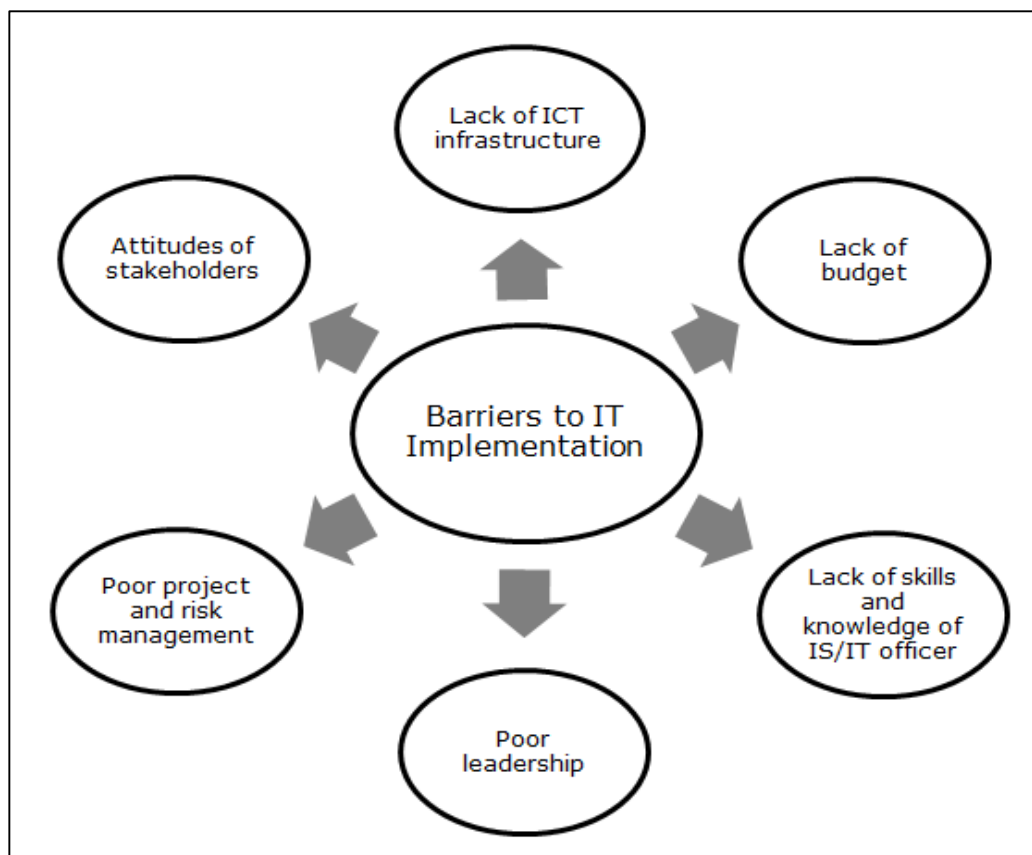 Lack of ICT
infrastructure
Attitudes of
stakeholders
Lack of
budget
Barriers to IT
Implementation
Poor project
and risk
management
Lack of skills
and
knowledge of
IS/IT officer
Poor
leadership